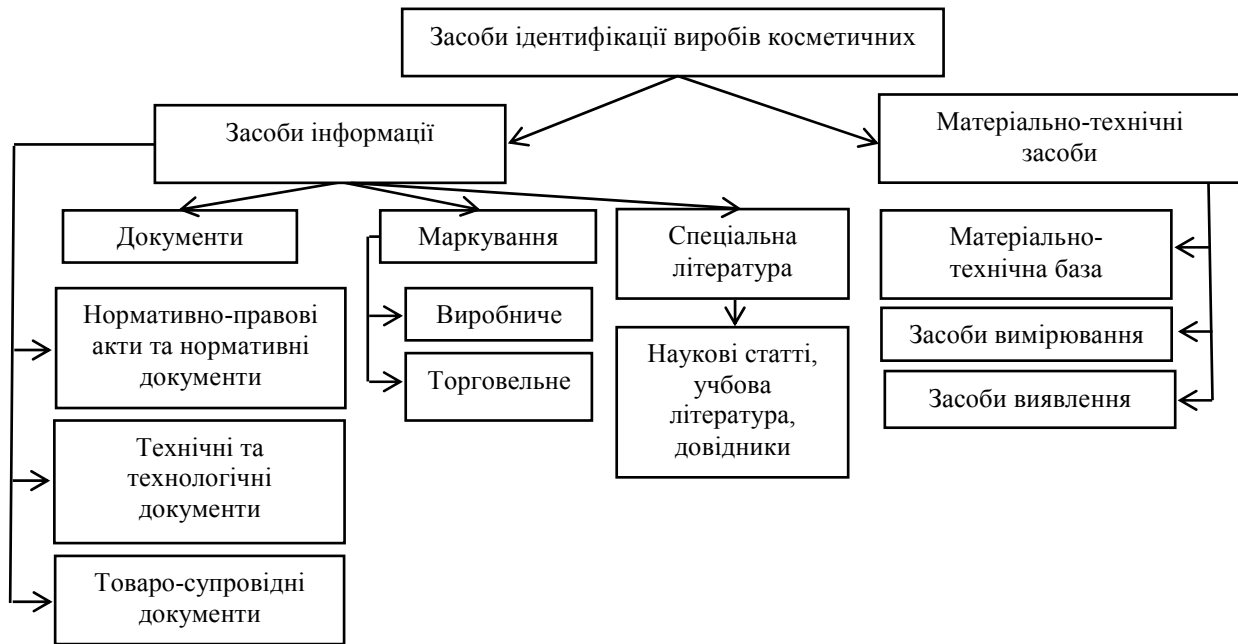 Засоби ідентифікації виробів косметичних
Засоби інформації
Матеріально-технічні
засоби
Документи
Маркування
Спеціальна
література
Матеріально-
технічна база
Нормативно-правові
акти та нормативні
документи
Виробниче
Засоби вимірювання
Наукові статті,
учбова
література,
довідники
Торговельне
Засоби виявлення
Технічні та
технологічні
документи
Товаро-супровідні
документи